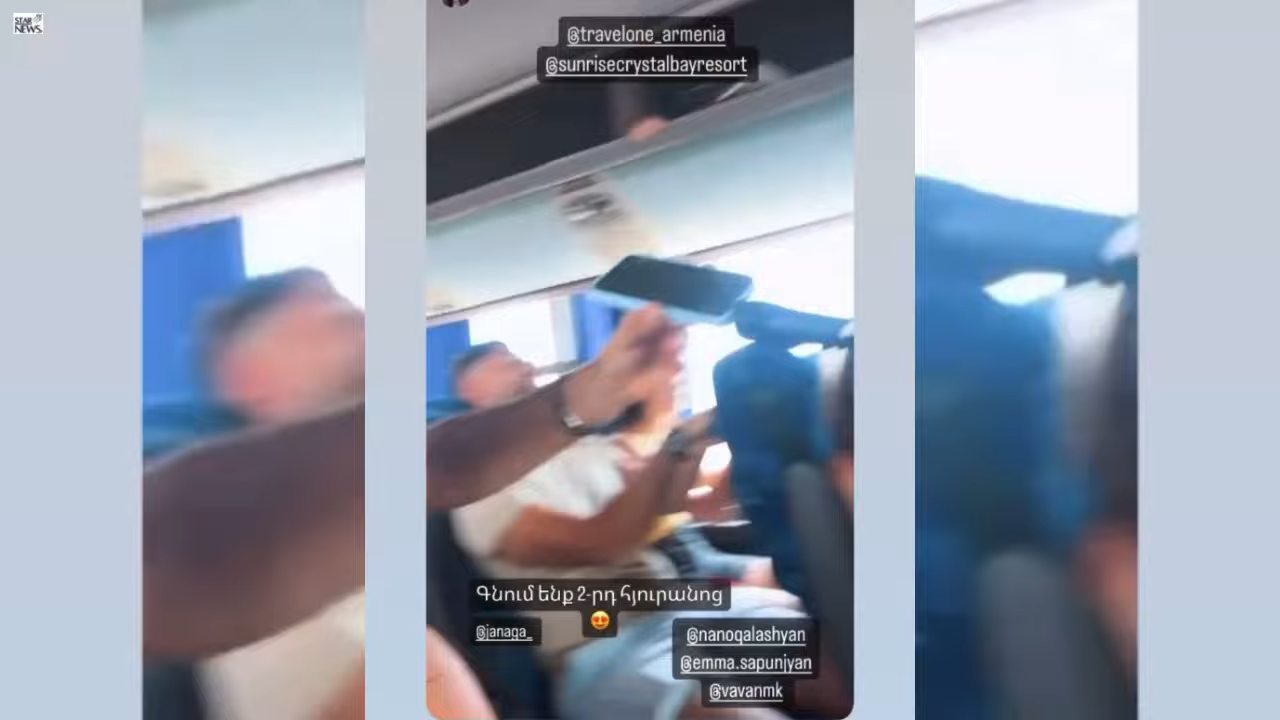 STAR
NEWS.
@travelone_armenia
@sunrisecrystalbayresort
Գնում ենք 2-րդ հյուրանոց
😍
@janaga_
@nanoqalashyan
@emma.sapunjyan
@vavanmk